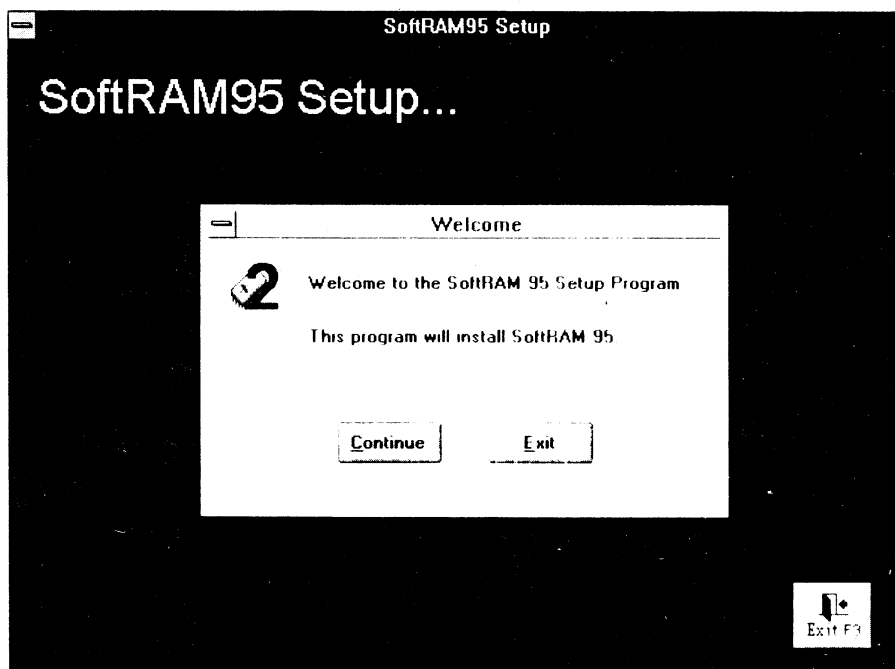 SoftRAM95 Setup
SoftRAM95 Setup...
Welcome
2
Welcome to the SoftRAM 95 Setup Program
This program will install SoftRAM 95.
Continue
Exit
Exit F3